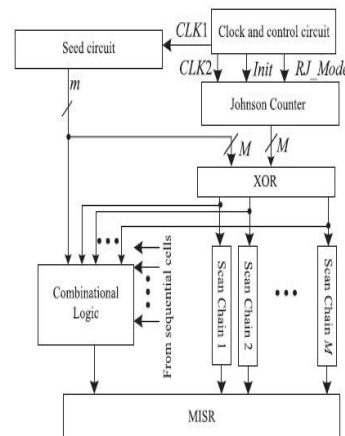 Seed circuit
CLK1
Clock and control circuit
CLK2
Init
RJ_Mode
m
Johnson Counter
M
M
XOR
Combinational
Logic
From sequential cells
Scan Chain 1
Scan Chain 2
Scan Chain M
MISR